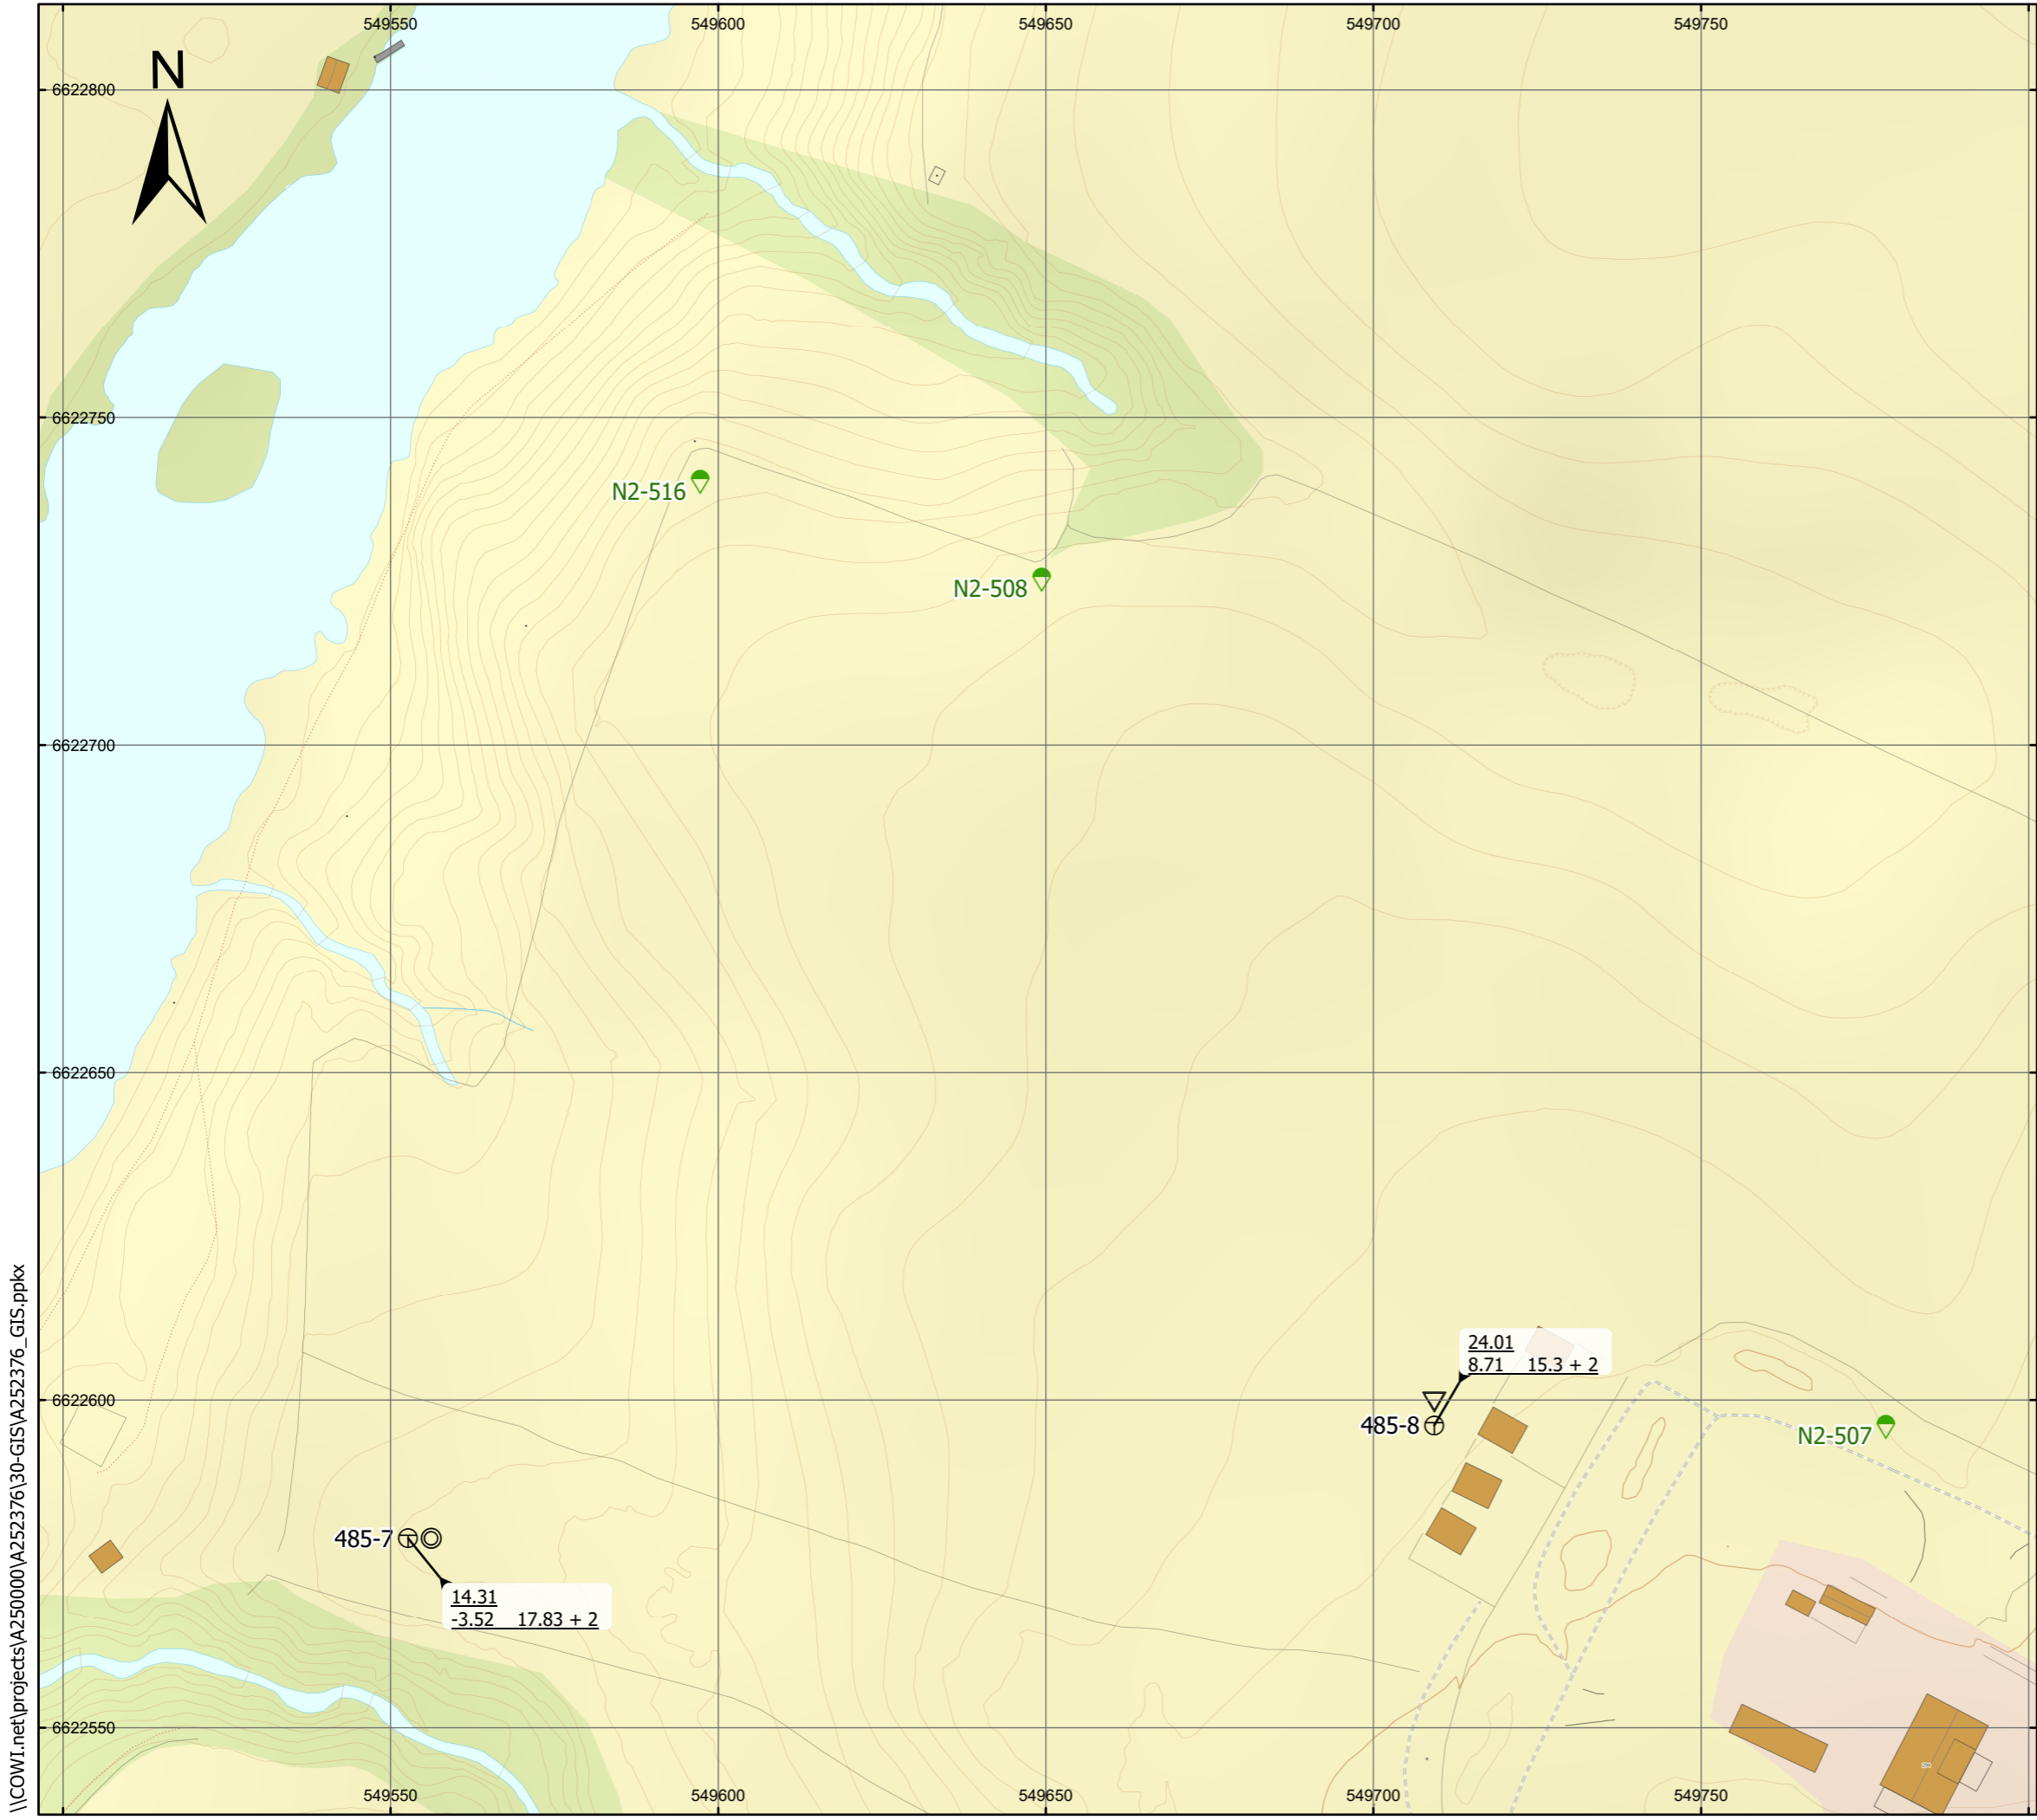 549550 549600 549650 549700 549750
N
6622800
6622750
N2-516
N2-508
6622700
6622650
24.01
8.71 15.3 + 2
6622600
485-8
N2-507
485-7
14.31
-3.52 17.83 + 2
6622550
549550 549600 549650 549700 549750
\\COWI.net\projects\A250000\A252376\30-GIS\A252376_GIS.ppkx